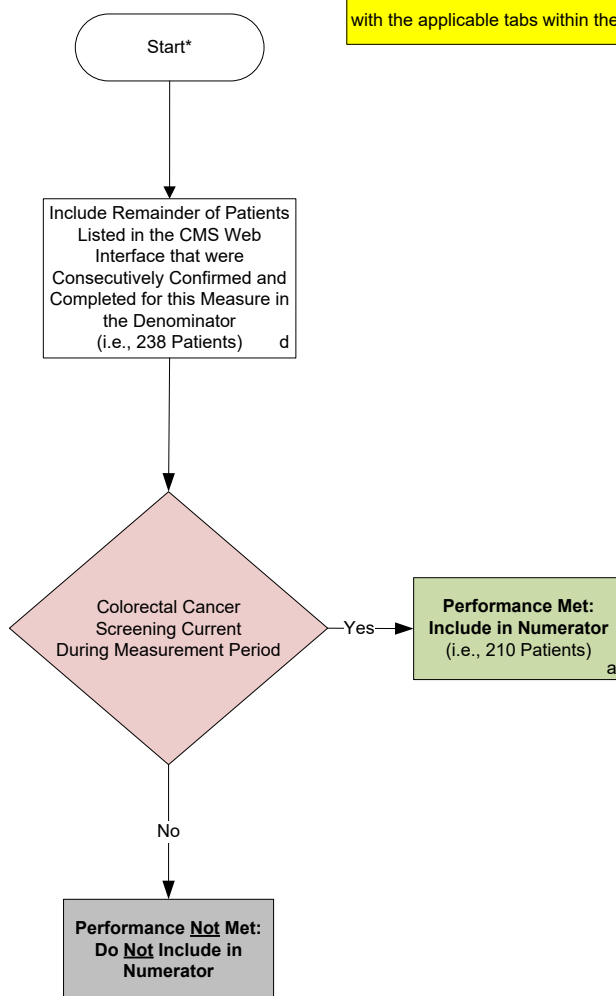 with the applicable tabs within the
Start*
Include Remainder of Patients
Listed in the CMS Web
Interface that were
Consecutively Confirmed and
Completed for this Measure in
the Denominator
(i.e., 238 Patients) d
Colorectal Cancer
Screening Current
During Measurement Period
Yes
Performance Met:
Include in Numerator
(i.e., 210 Patients)
a
No
Performance Not Met:
Do Not Include in
Numerator